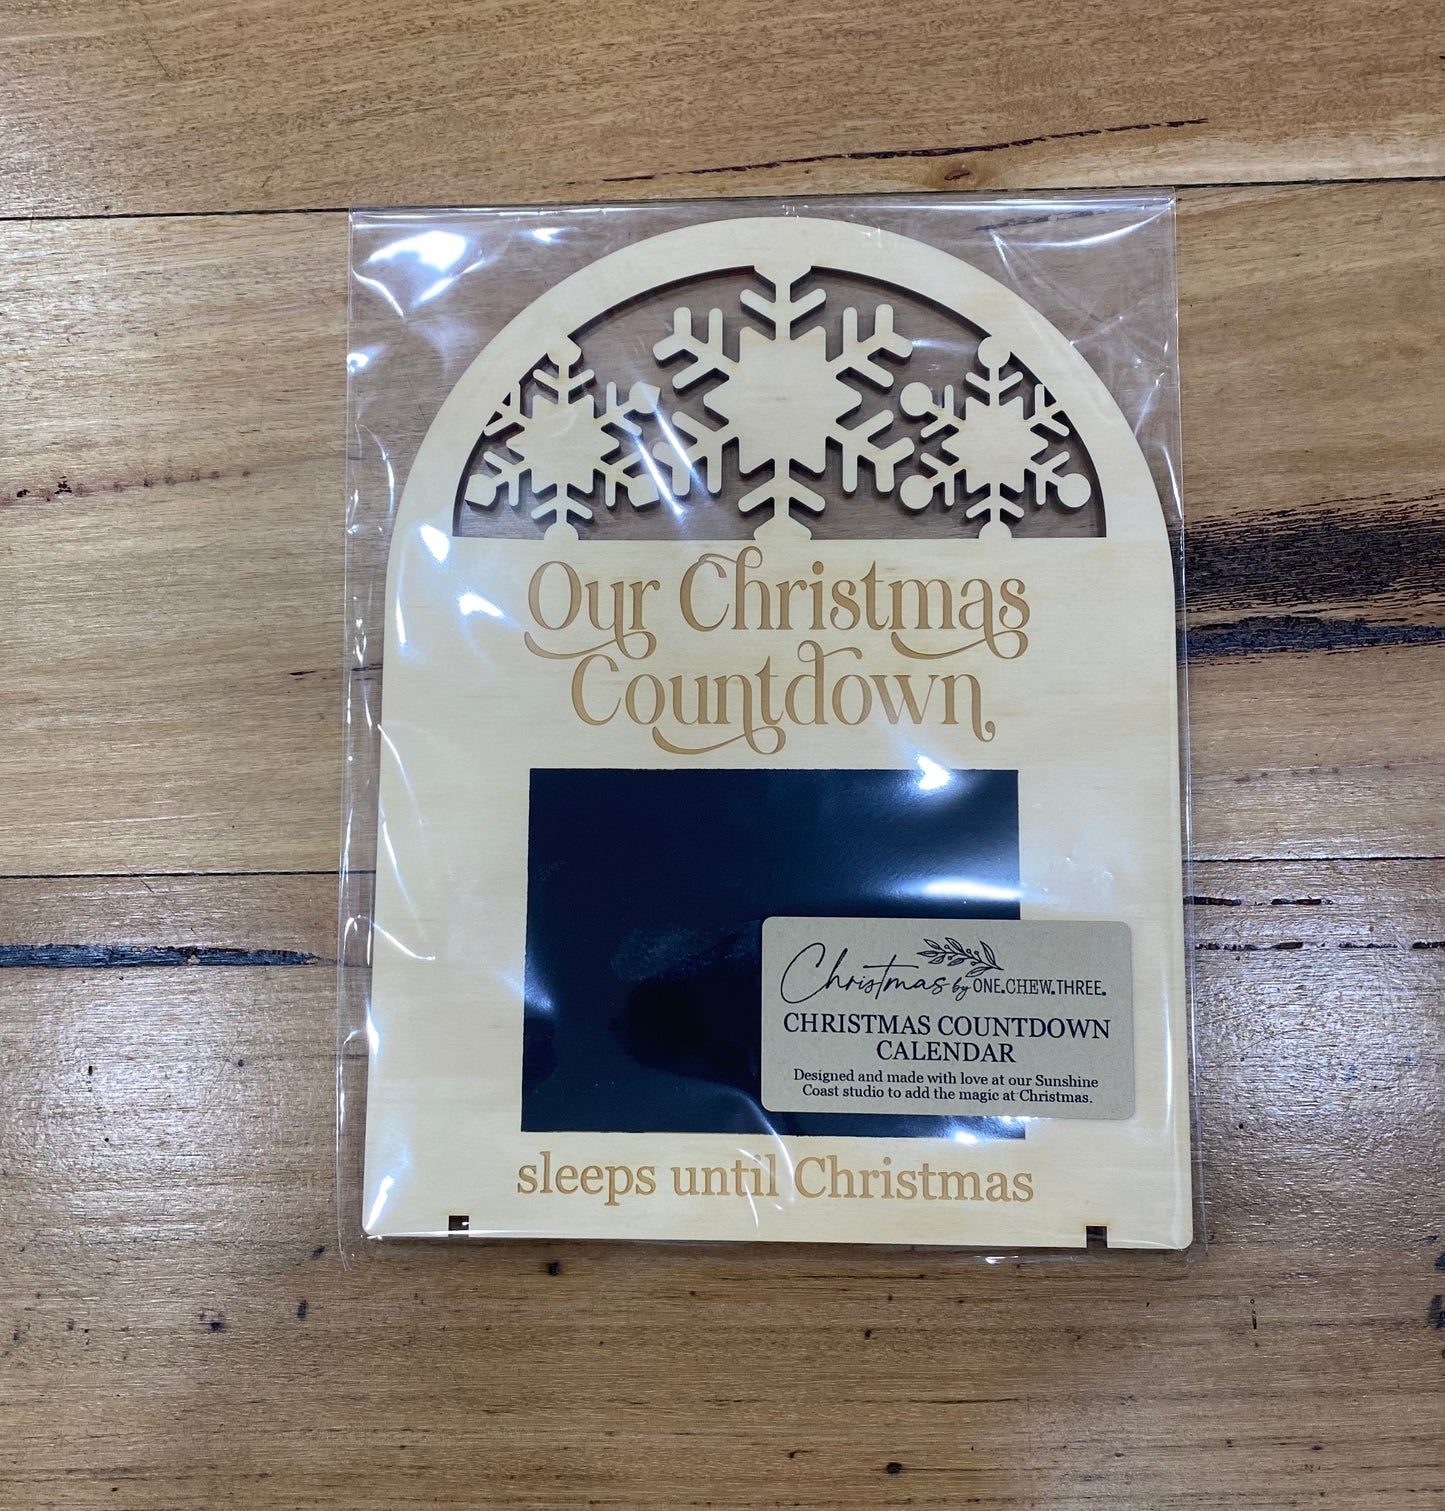 Our Christmas
Countdown
Christmas by ONE.CHEW.THREE.
CHRISTMAS COUNTDOWN
CALENDAR
Designed and made with love at our Sunshine
Coast studio to add the magic at Christmas.
sleeps until Christmas